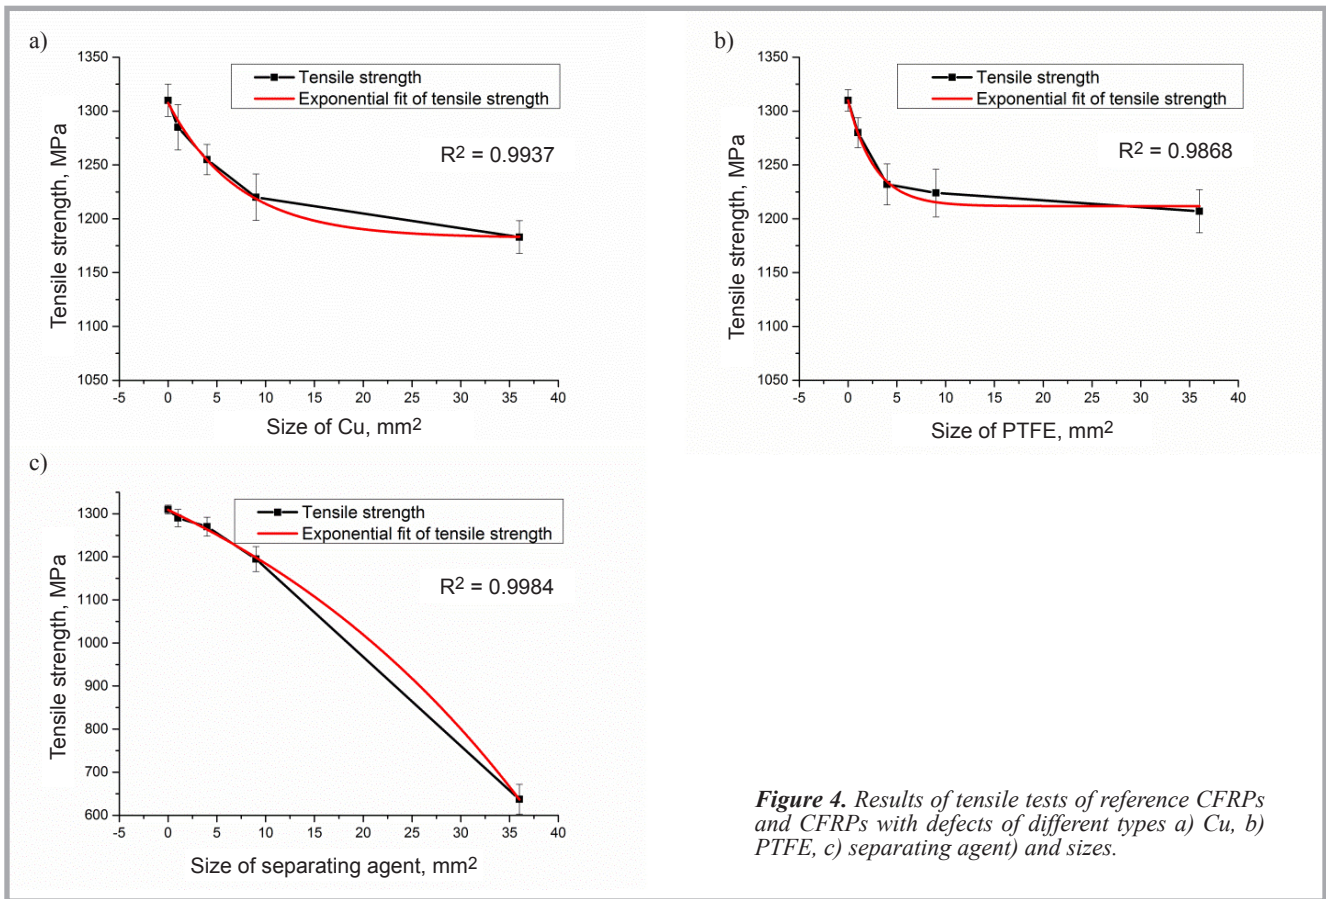 a)
1350
1300
1250
1200
1150
1100
1050
Tensile strength, MPa
Tensile strength
Exponential fit of tensile strength
R² = 0.9937
-5 0 5 10 15 20 25 30 35 40
Size of Cu, mm²
b)
1350
1300
1250
1200
1150
1100
1050
Tensile strength, MPa
Tensile strength
Exponential fit of tensile strength
R² = 0.9868
-5 0 5 10 15 20 25 30 35 40
Size of PTFE, mm²
c)
1300
1200
1100
1000
900
800
700
600
Tensile strength, MPa
Tensile strength
Exponential fit of tensile strength
R² = 0.9984
-5 0 5 10 15 20 25 30 35 40
Size of separating agent, mm²
Figure 4. Results of tensile tests of reference CFRPs
and CFRPs with defects of different types a) Cu, b)
PTFE, c) separating agent) and sizes.